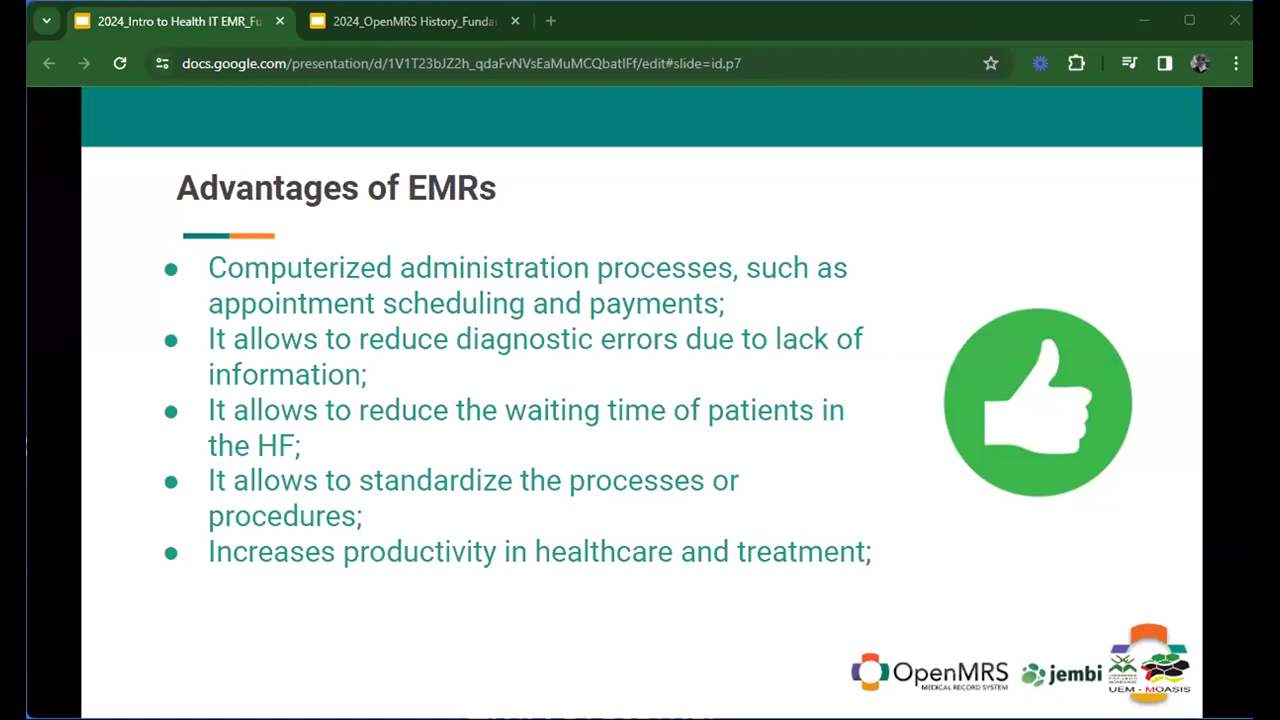 2024_Intro to Health IT EMR_Fu
2024_OpenMRS History_Funda
docs.google.com/presentation/d/1V1T23bJZ2h_qdaFvNVsEaMuMCQbatlFf/edit#slide=id.p7
Advantages of EMRs
● Computerized administration processes, such as
appointment scheduling and payments;
● It allows to reduce diagnostic errors due to lack of
information;
● It allows to reduce the waiting time of patients in
the HF;
● It allows to standardize the processes or
procedures;
● Increases productivity in healthcare and treatment;
OpenMRS
MEDICAL RECORD SYSTEM
jembi
UEM - MOASIS